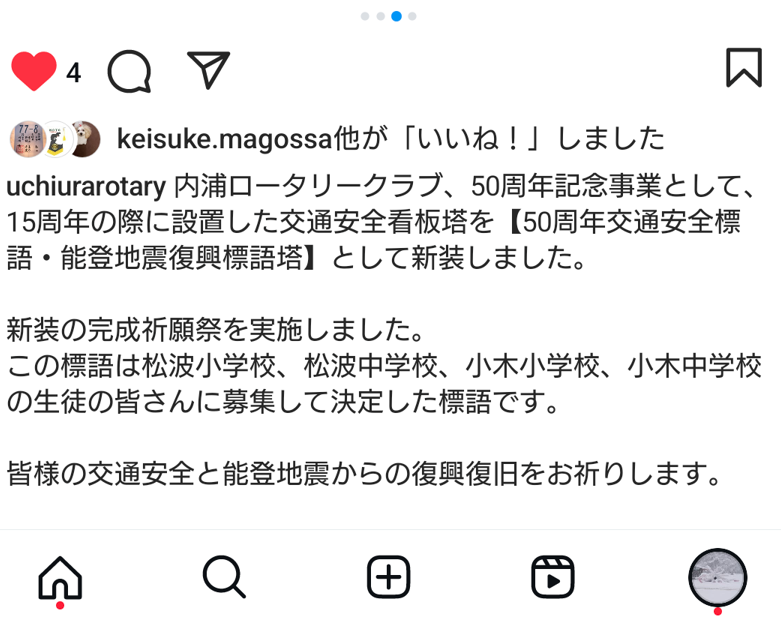 4
keisuke.magossa他が「いいね！」しました
uchiurarotary 内浦ロータリークラブ、50周年記念事業として、
15周年の際に設置した交通安全看板塔を【50周年交通安全標
語・能登地震復興標語塔】として新装しました。
新装の完成祈願祭を実施しました。
この標語は松波小学校、松波中学校、小木小学校、小木中学校
の生徒の皆さんに募集して決定した標語です。
皆様の交通安全と能登地震からの復興復旧をお祈りします。